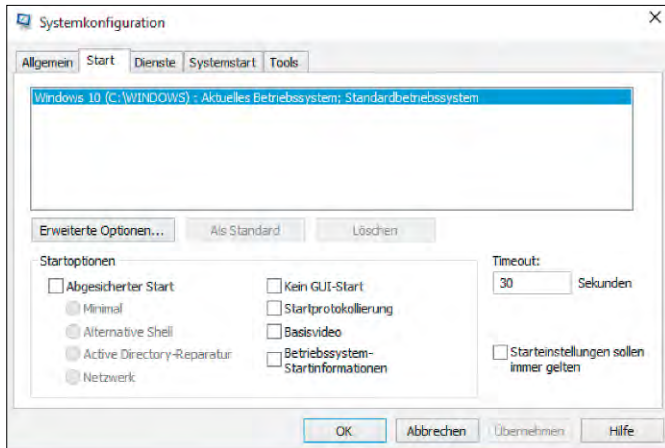 Systemkonfiguration
Allgemein Start Dienste Systemstart Tools
Windows 10 (C:\WINDOWS) : Aktuelles Betriebssystem; Standardbetriebssystem
Erweiterte Optionen... Als Standard Löschen
Startoptionen
Abgesicherter Start
Minimal
Alternative Shell
Active Directory-Reparatur
Netzwerk
Kein GUI-Start
Startprotokollierung
Basisvideo
Betriebssystem-
Startinformationen
Timeout:
30 Sekunden
Starteinstellungen sollen
immer gelten
OK Abbrechen Übernehmen Hilfe